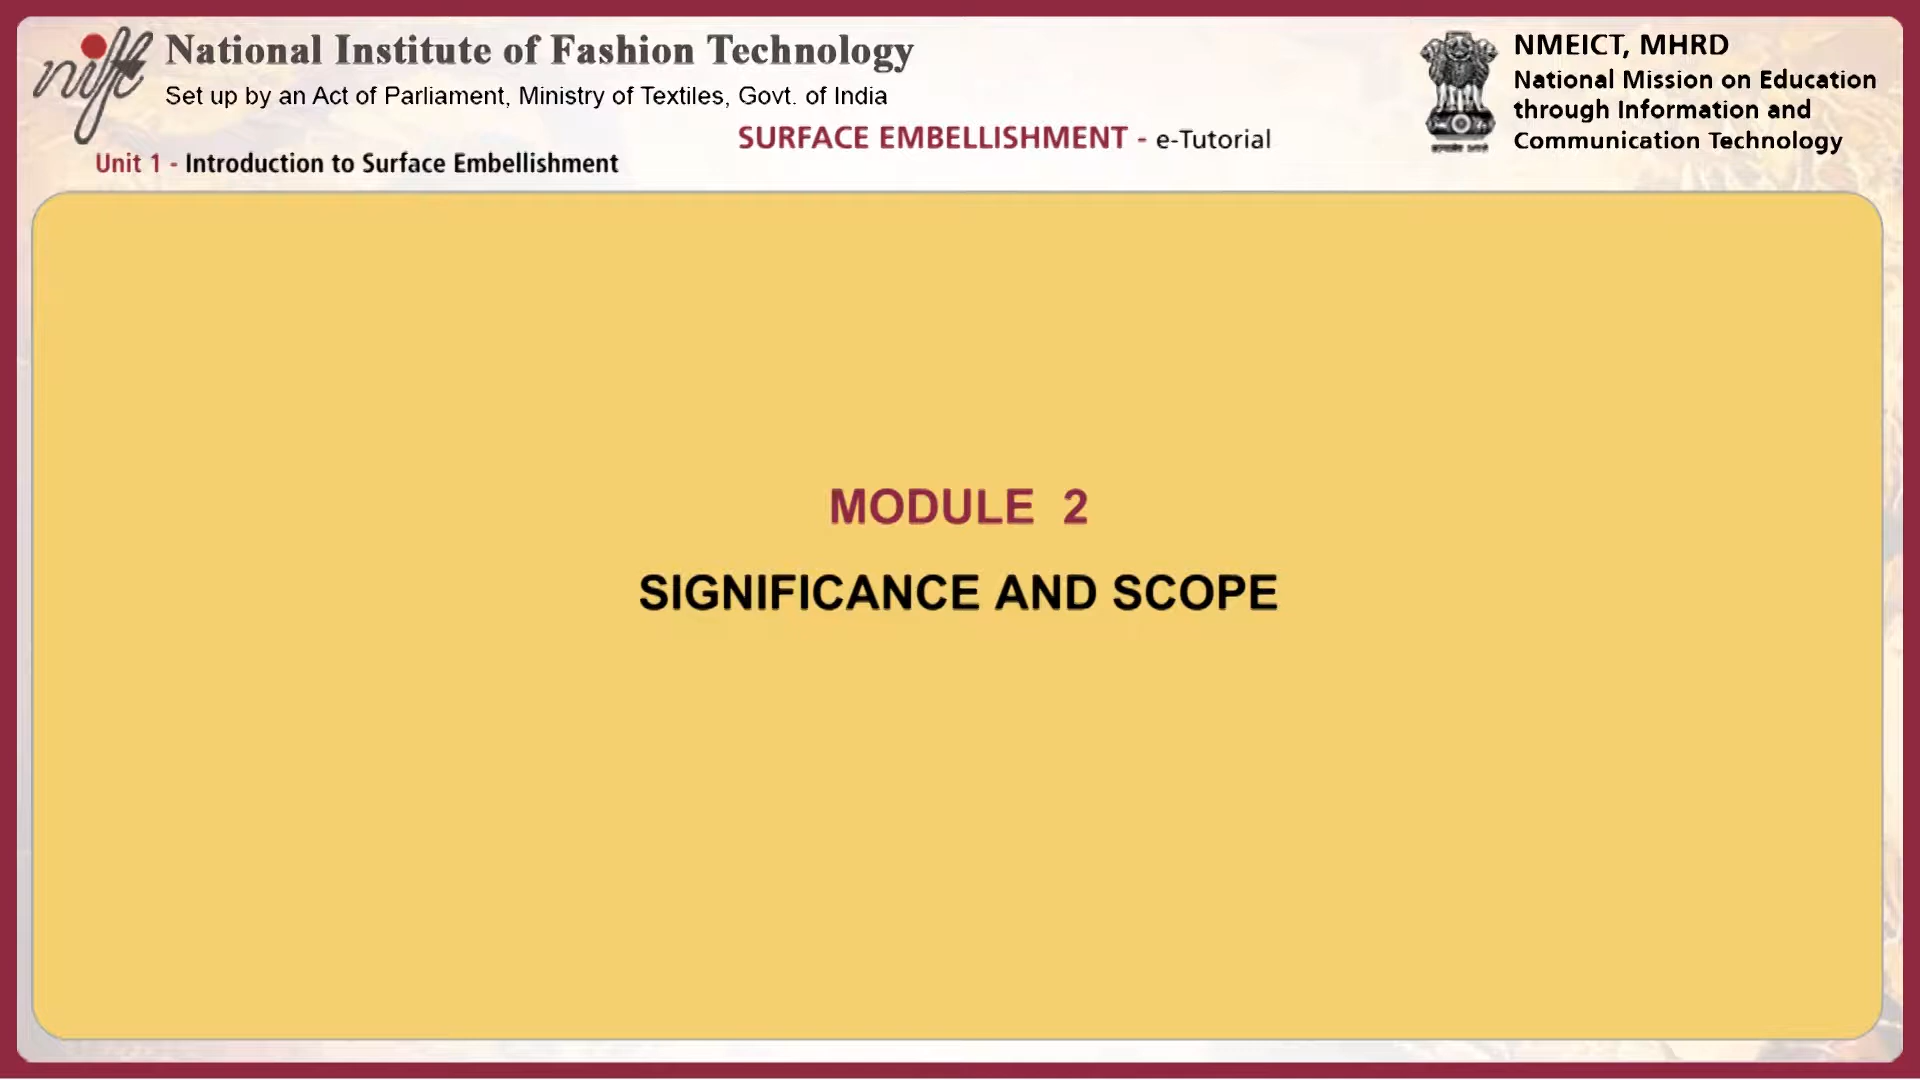 nift
National Institute of Fashion Technology
Set up by an Act of Parliament, Ministry of Textiles, Govt. of India
SURFACE EMBELLISHMENT - e-Tutorial
Unit 1 - Introduction to Surface Embellishment
NMEICT, MHRD
National Mission on Education
through Information and
Communication Technology
MODULE 2
SIGNIFICANCE AND SCOPE